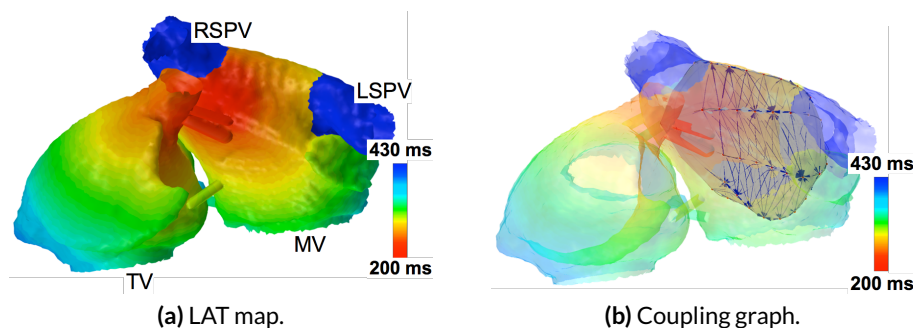 RSPV
LSPV
430 ms
200 ms
MV
TV
(a) LAT map.
430 ms
200 ms
(b) Coupling graph.